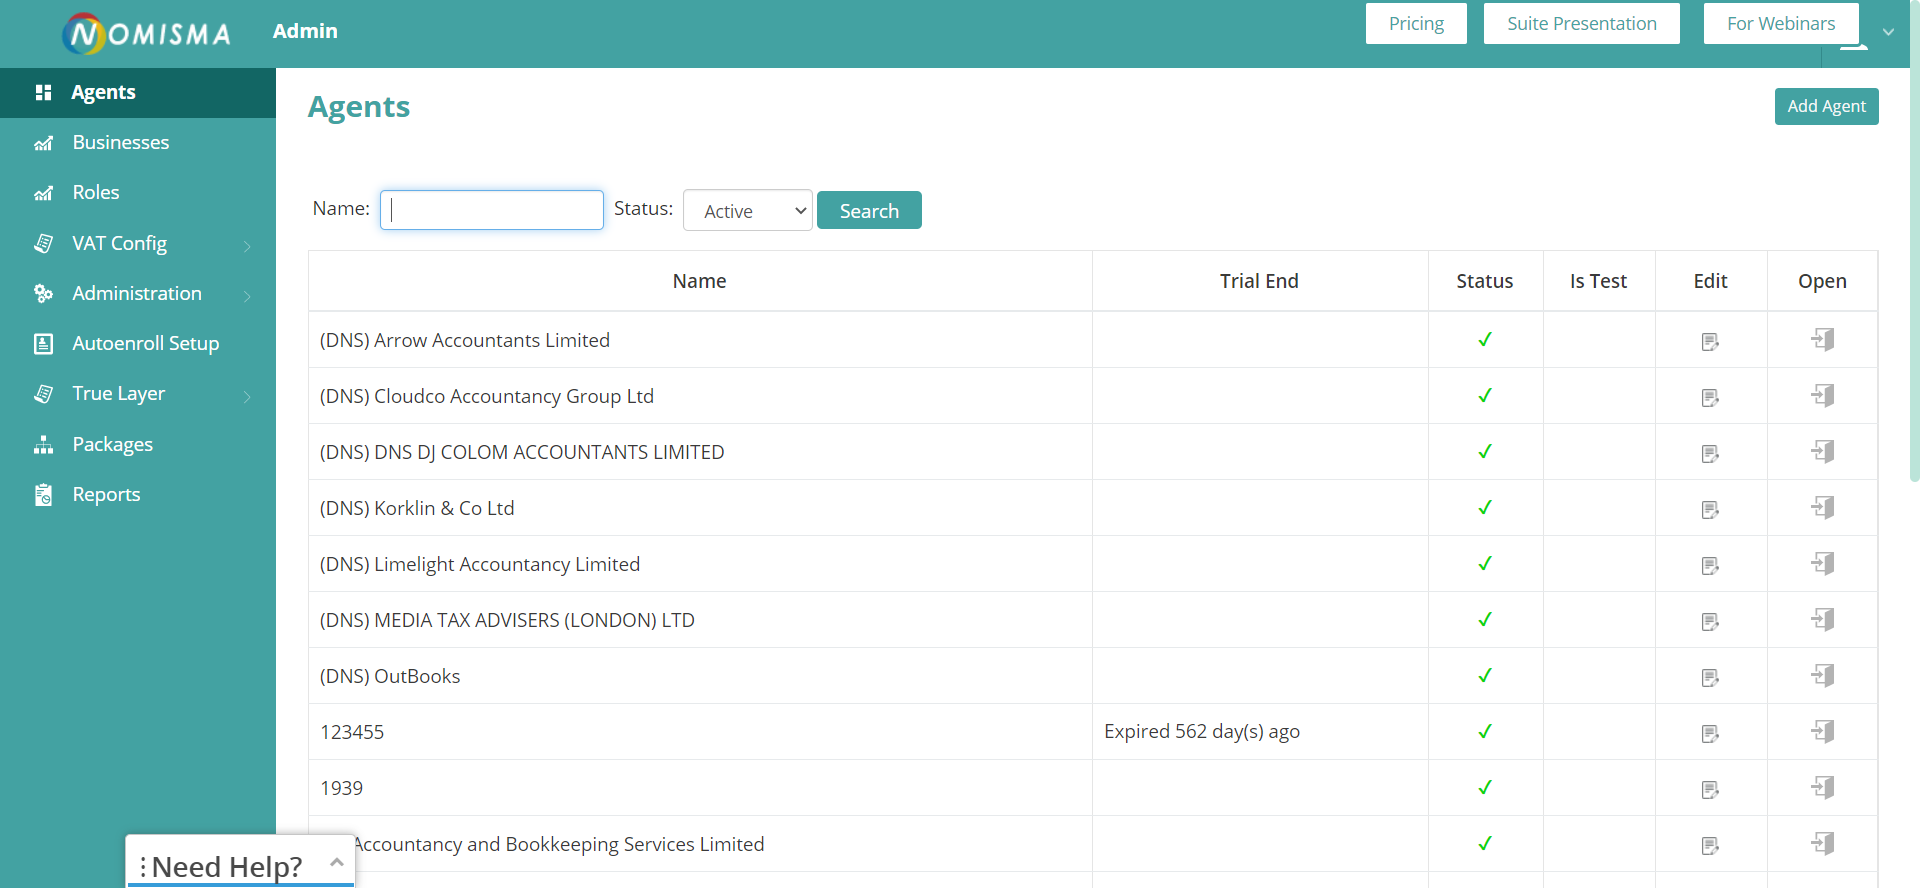 NOMISMA
Admin
Pricing
Suite Presentation
For Webinars
Agents
Businesses
Roles
VAT Config
Administration
Autoenroll Setup
True Layer
Packages
Reports
Agents
Add Agent
Name:
Status: Active Search
Name Trial End Status Is Test Edit Open
(DNS) Arrow Accountants Limited
(DNS) Cloudco Accountancy Group Ltd
(DNS) DNS DJ COLOM ACCOUNTANTS LIMITED
(DNS) Korklin & Co Ltd
(DNS) Limelight Accountancy Limited
(DNS) MEDIA TAX ADVISERS (LONDON) LTD
(DNS) OutBooks
123455 Expired 562 day(s) ago
1939
Accountancy and Bookkeeping Services Limited
Need Help?